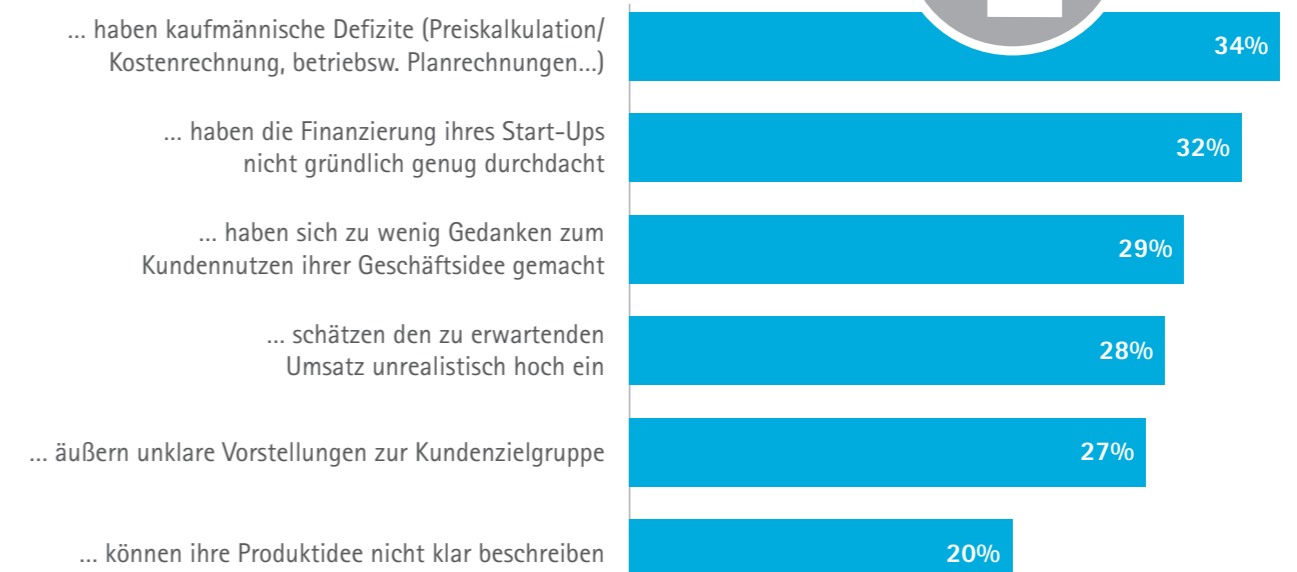 ... haben kaufmännische Defizite (Preiskalkulation/
Kostenrechnung, betriebsw. Planrechnungen...)
34%
... haben die Finanzierung ihres Start-Ups
nicht gründlich genug durchdacht
32%
... haben sich zu wenig Gedanken zum
Kundennutzen ihrer Geschäftsidee gemacht
29%
... schätzen den zu erwartenden
Umsatz unrealistisch hoch ein
28%
... äußern unklare Vorstellungen zur Kundenzielgruppe
27%
... können ihre Produktidee nicht klar beschreiben
20%